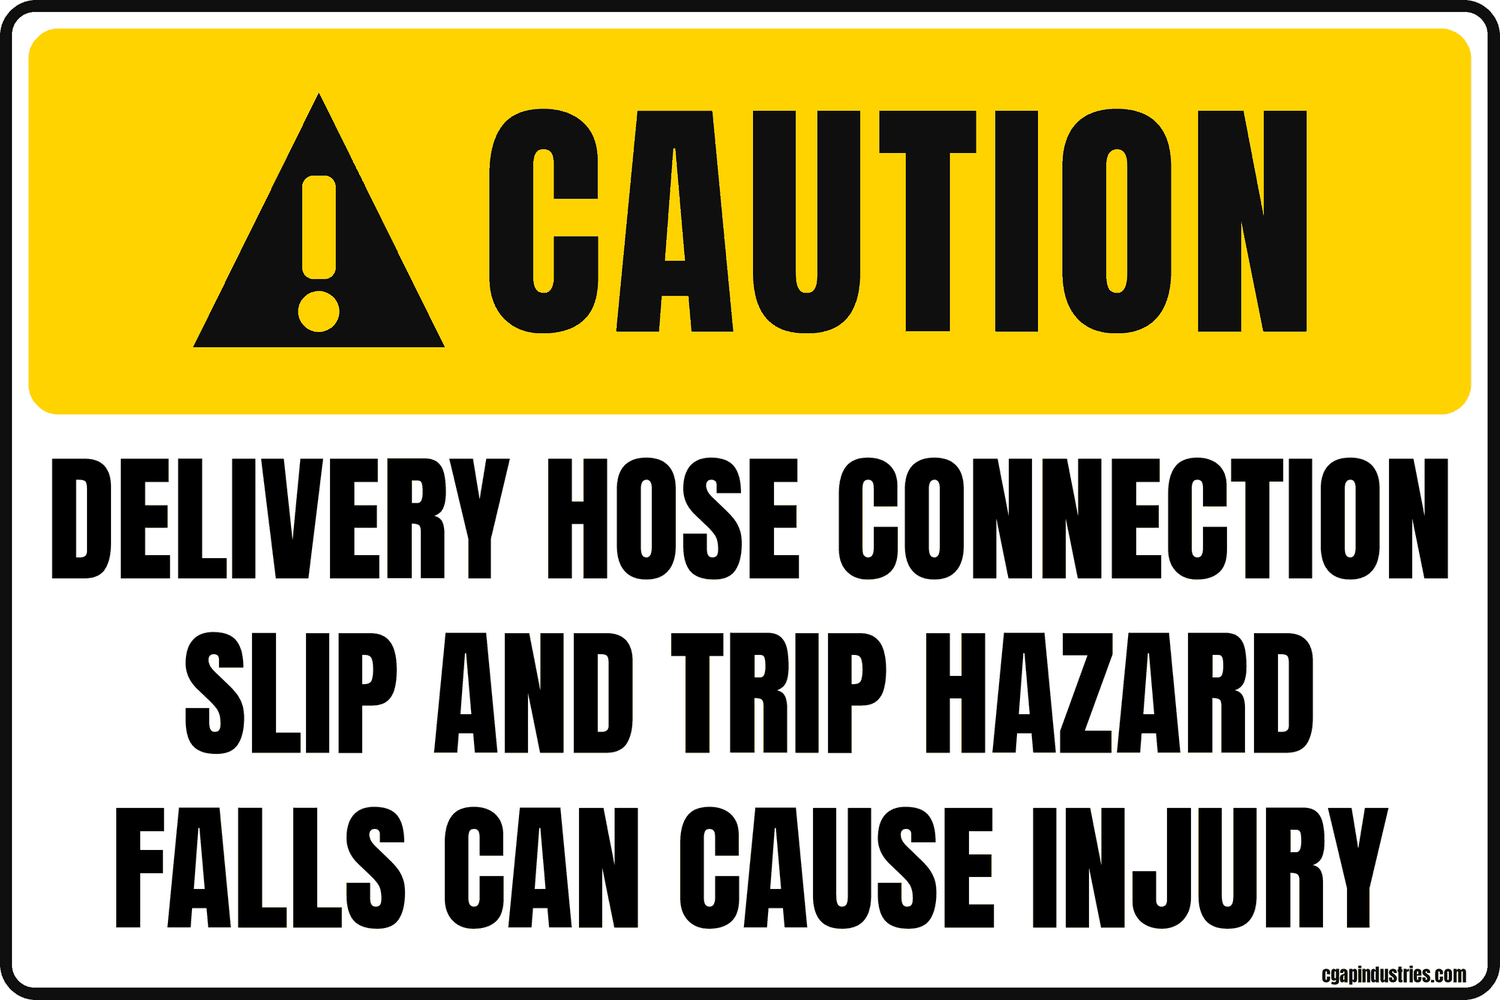 CAUTION
DELIVERY HOSE CONNECTION
SLIP AND TRIP HAZARD
FALLS CAN CAUSE INJURY
cgapindustries.com